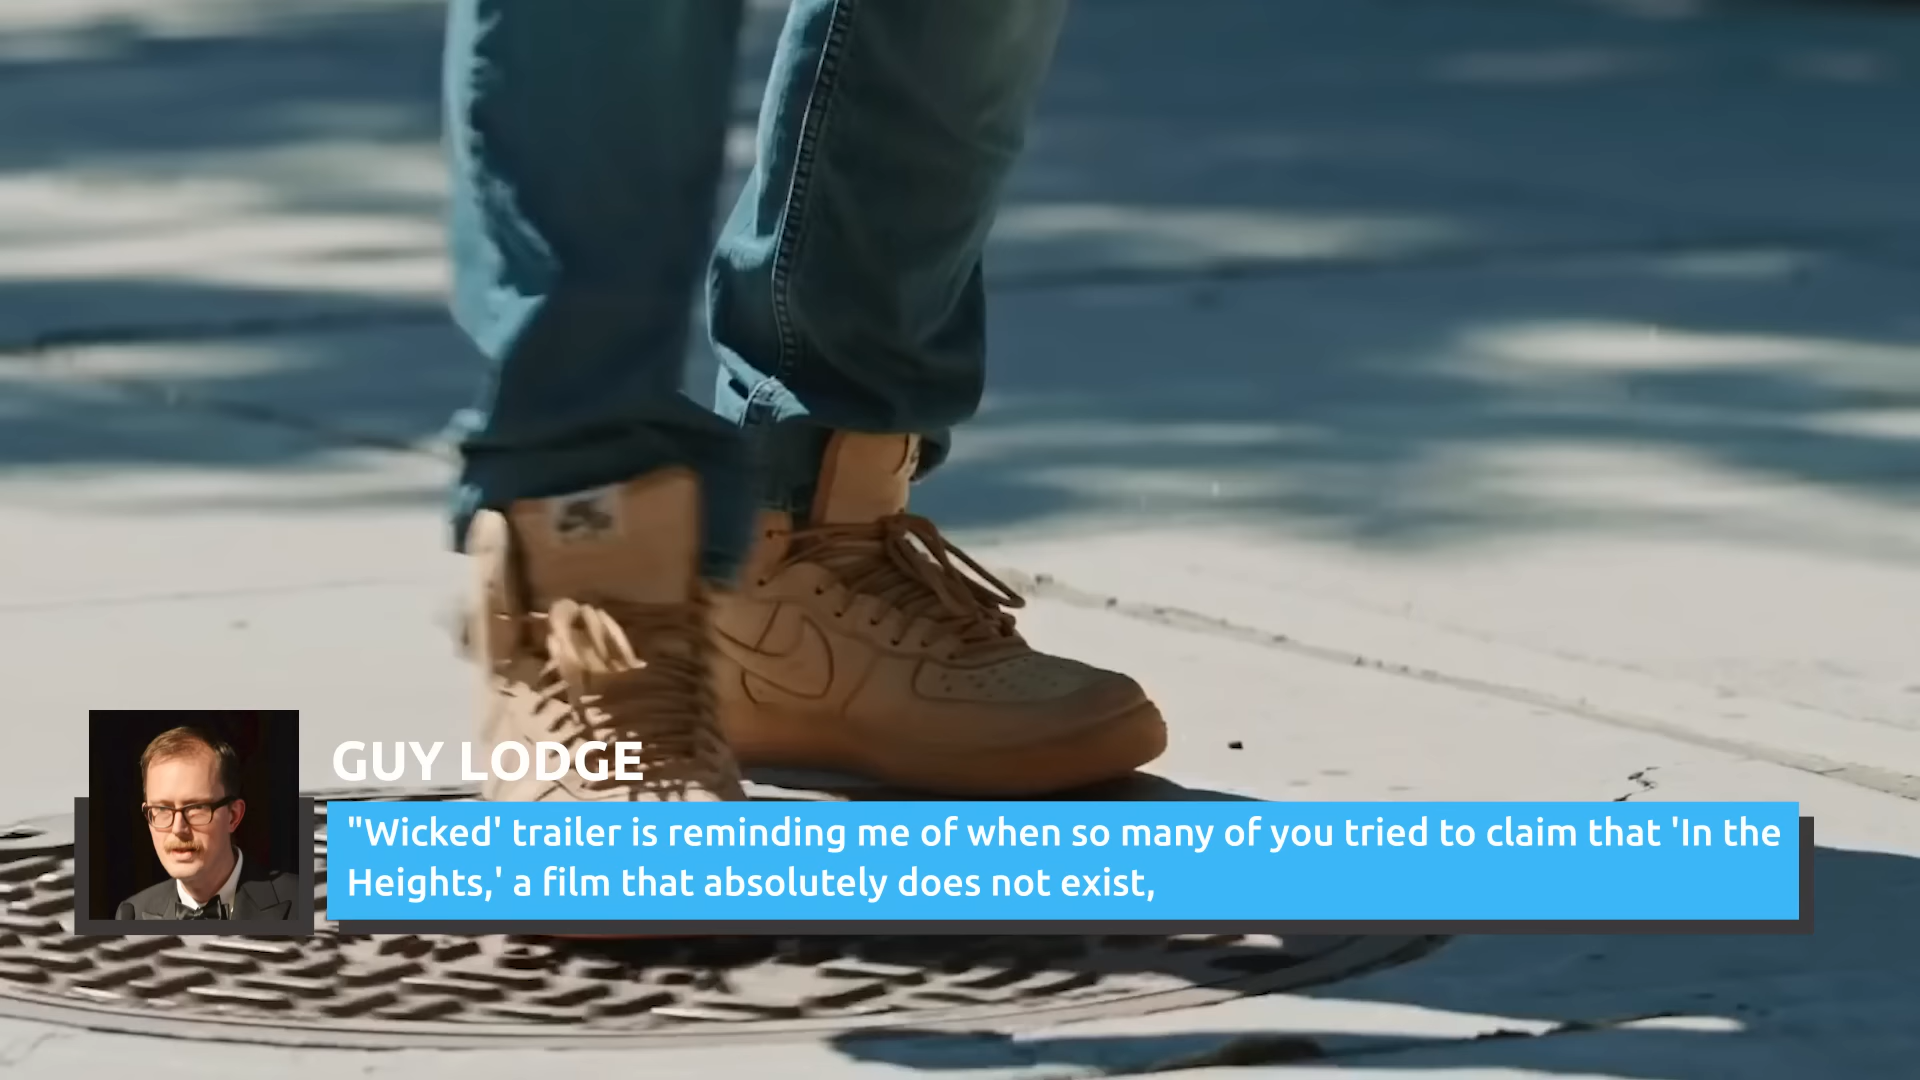 GUY LODGE
"Wicked' trailer is reminding me of when so many of you tried to claim that 'In the
Heights,' a film that absolutely does not exist,